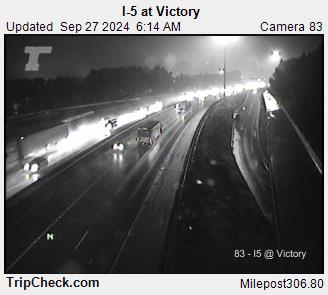 I-5 at Victory
Updated Sep 27 2024 6:14 AM Camera 83
T
N
83 - I5 @ Victory
TripCheck.com Milepost306.80